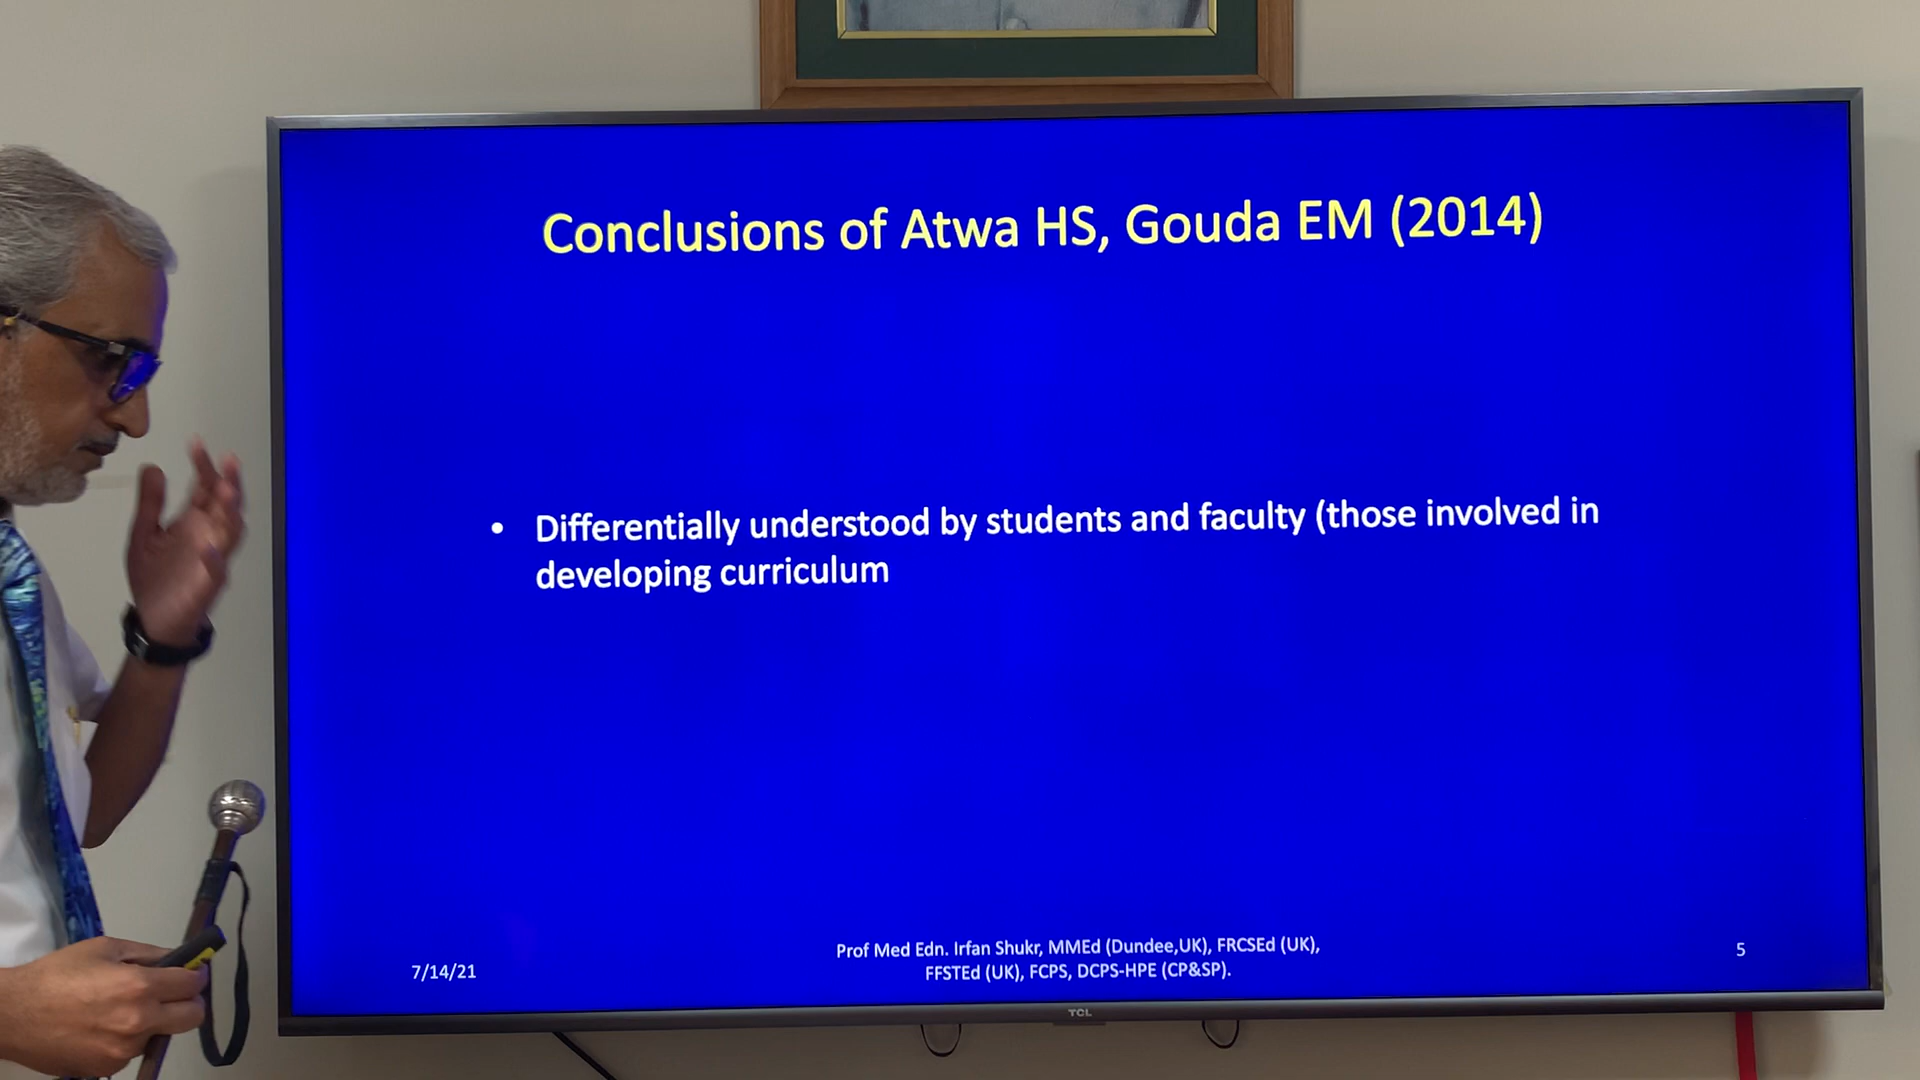 Conclusions of Atwa HS, Gouda EM (2014)
• Differentially understood by students and faculty (those involved in
developing curriculum
7/14/21
Prof Med Edn. Irfan Shukr, MMEd (Dundee,UK), FRCSEd (UK),
FFSTEd (UK), FCPS, DCPS-HPE (CP&SP).
5
TCL